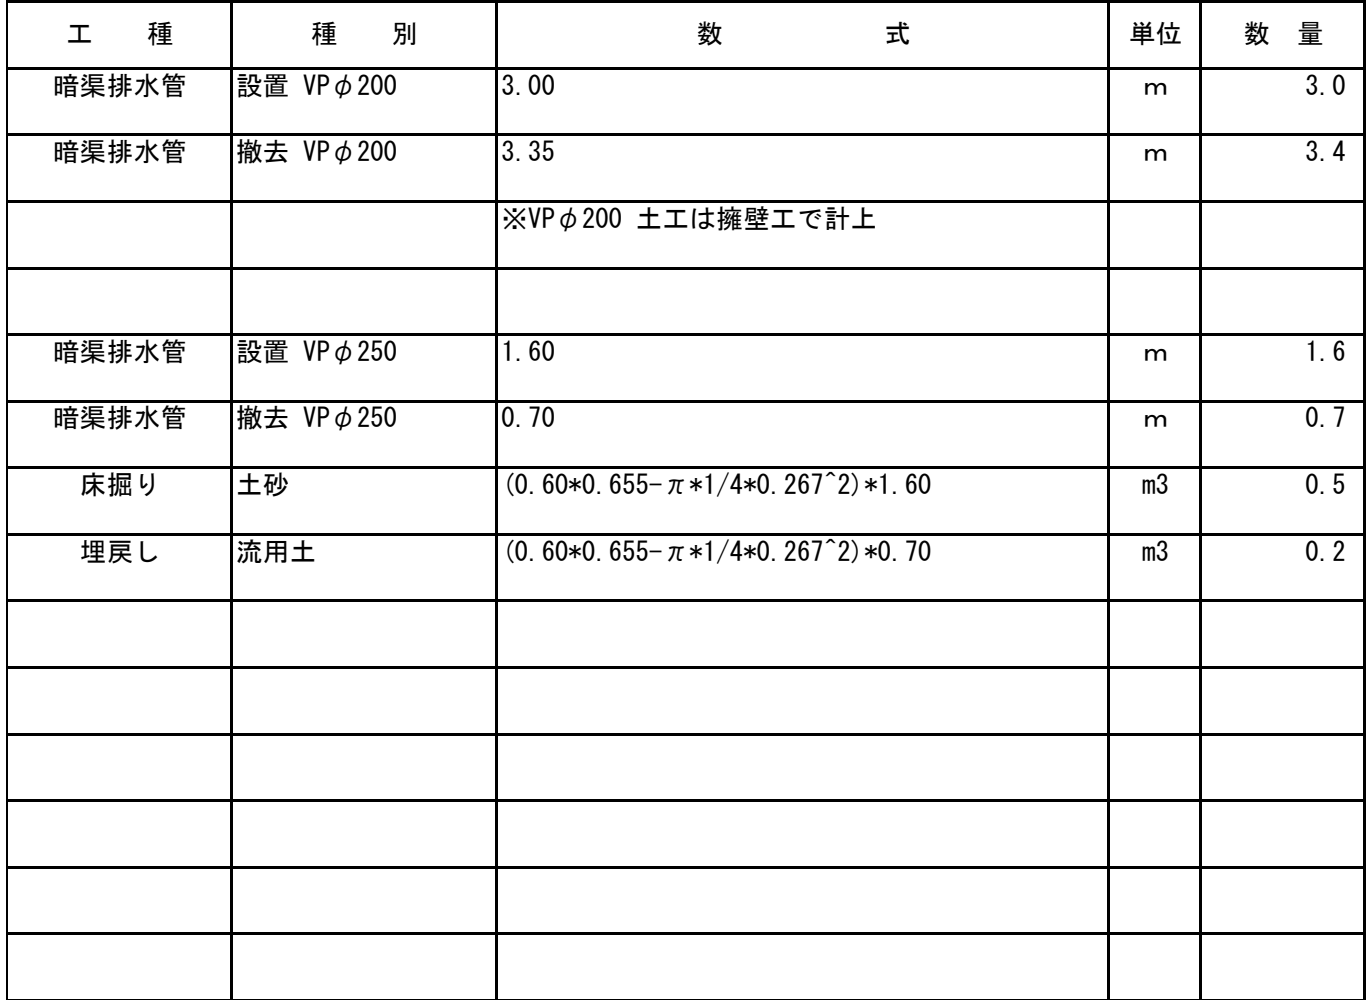 工　種 種　別 数　式 単位 数　量
暗渠排水管 設置 VPφ200 3.00 m 3.0
暗渠排水管 撤去 VPφ200 3.35 m 3.4
※VPφ200 土工は擁壁工で計上
暗渠排水管 設置 VPφ250 1.60 m 1.6
暗渠排水管 撤去 VPφ250 0.70 m 0.7
床掘り 土砂 (0.60*0.655-π*1/4*0.267^2)*1.60 m3 0.5
埋戻し 流用土 (0.60*0.655-π*1/4*0.267^2)*0.70 m3 0.2